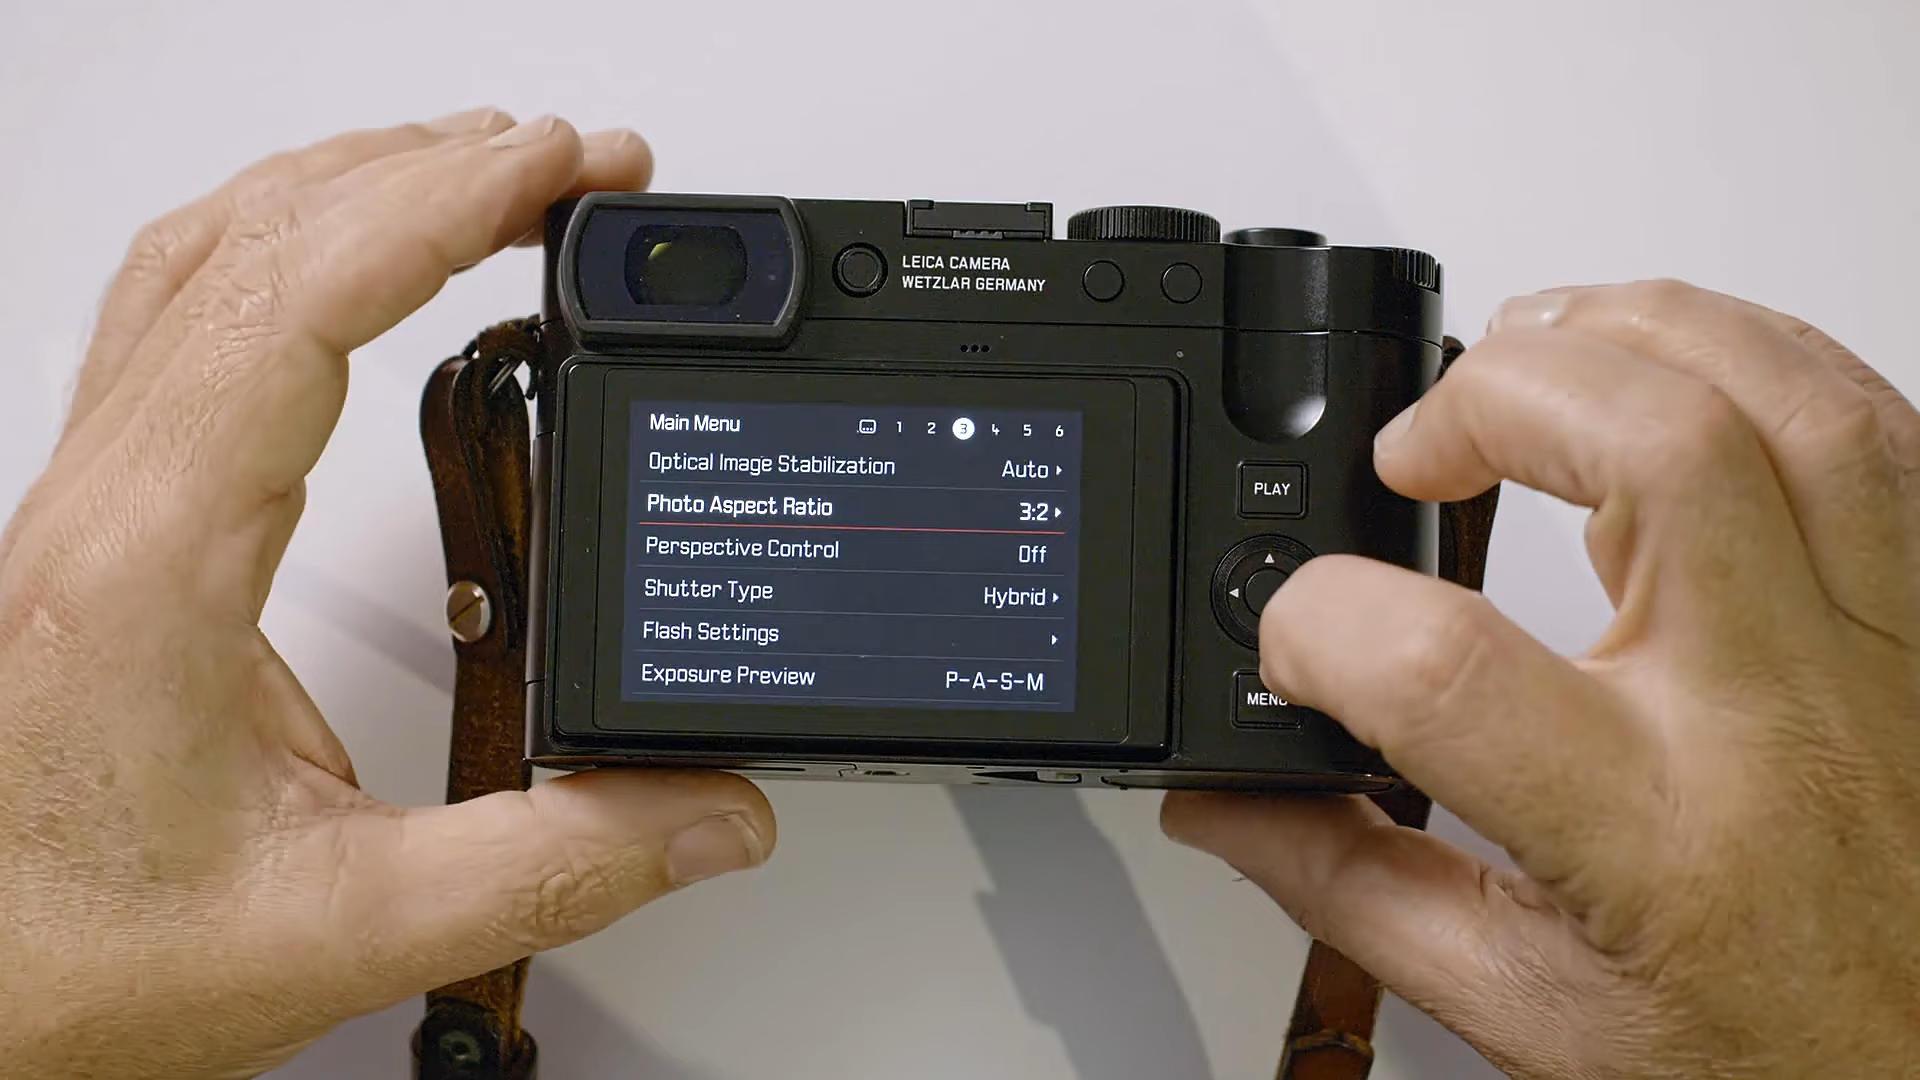 LEICA CAMERA
WETZLAR GERMANY
Main Menu 1 2 3 4 5 6
Optical Image Stabilization Auto
Photo Aspect Ratio 3:2
Perspective Control Off
Shutter Type Hybrid
Flash Settings
Exposure Preview P-A-S-M
PLAY
MENU